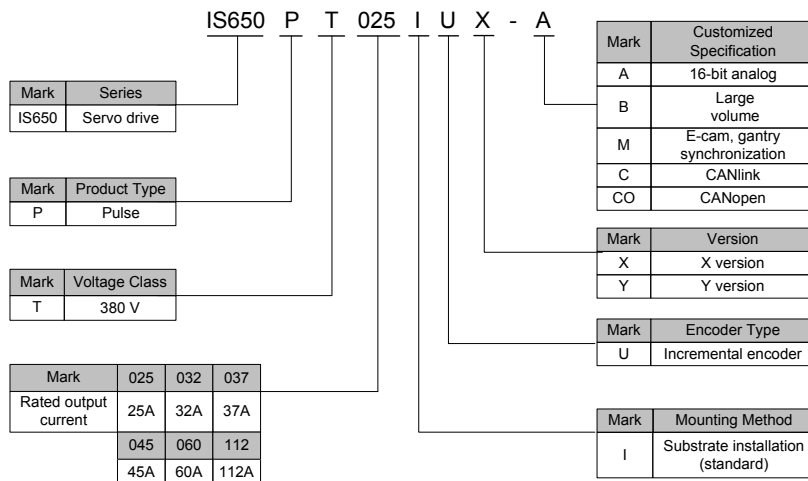 IS650 P T 025 I U X - A
Mark Series
IS650 Servo drive
Mark Product Type
P Pulse
Mark Voltage Class
T 380 V
Mark 025 032 037
Rated output
current 25A 32A 37A
045 060 112
45A 60A 112A
Mark Customized
Specification
A 16-bit analog
B Large
volume
M E-cam, gantry
synchronization
C CANlink
CO CANopen
Mark Version
X X version
Y Y version
Mark Encoder Type
U Incremental encoder
Mark Mounting Method
I Substrate installation
(standard)